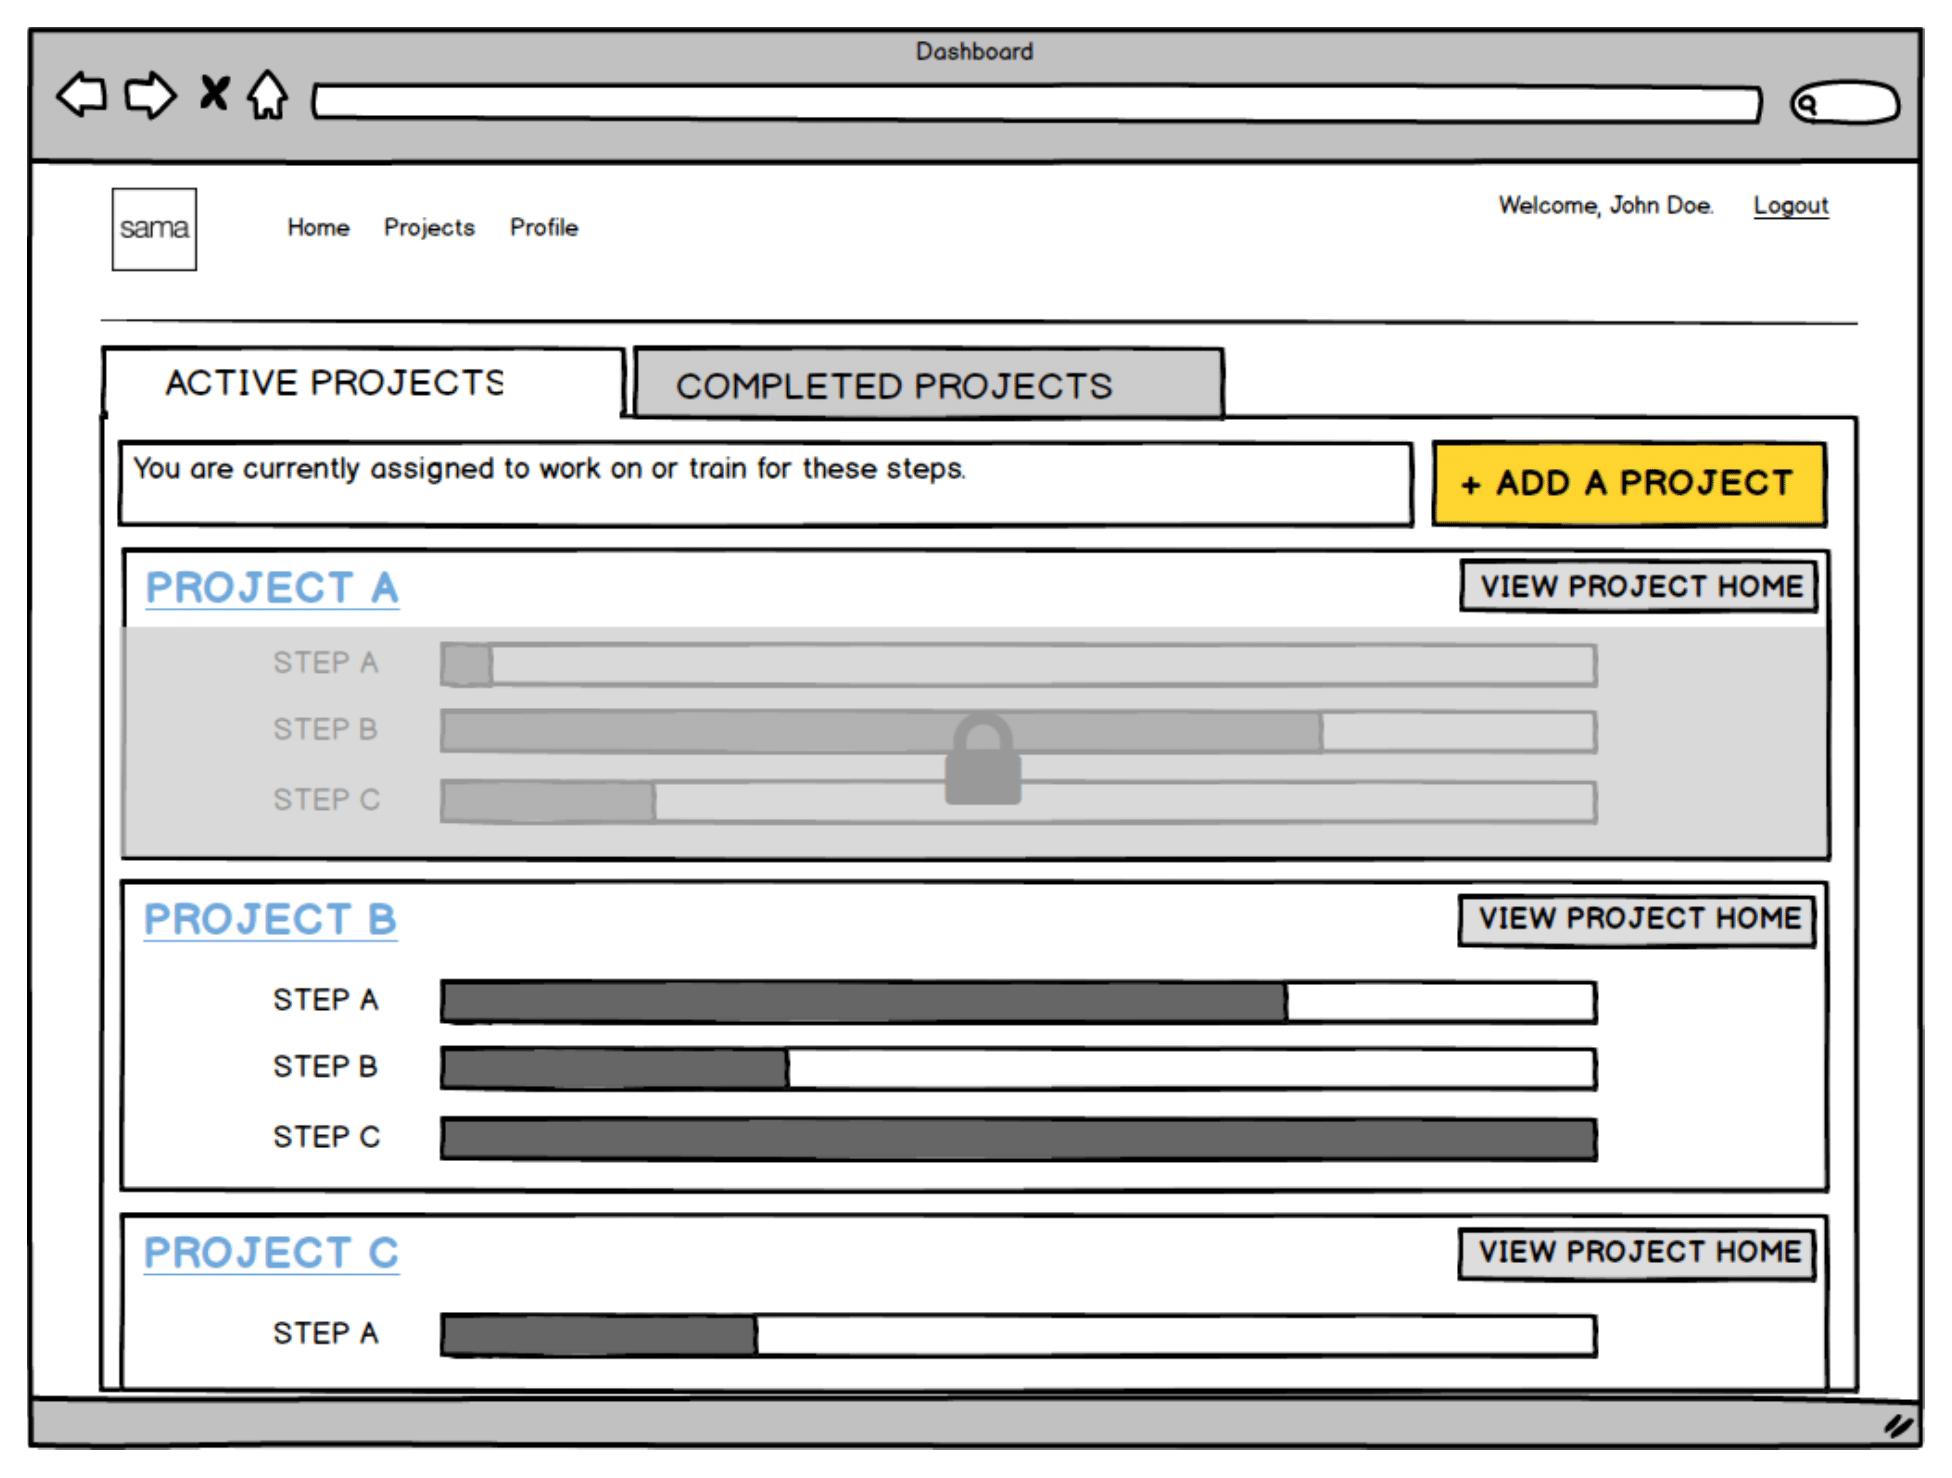 Dashboard
sama
Home Projects Profile
Welcome, John Doe. Logout
ACTIVE PROJECTS
COMPLETED PROJECTS
You are currently assigned to work on or train for these steps.
+ ADD A PROJECT
PROJECT A
VIEW PROJECT HOME
STEP A
STEP B
STEP C
PROJECT B
VIEW PROJECT HOME
STEP A
STEP B
STEP C
PROJECT C
VIEW PROJECT HOME
STEP A